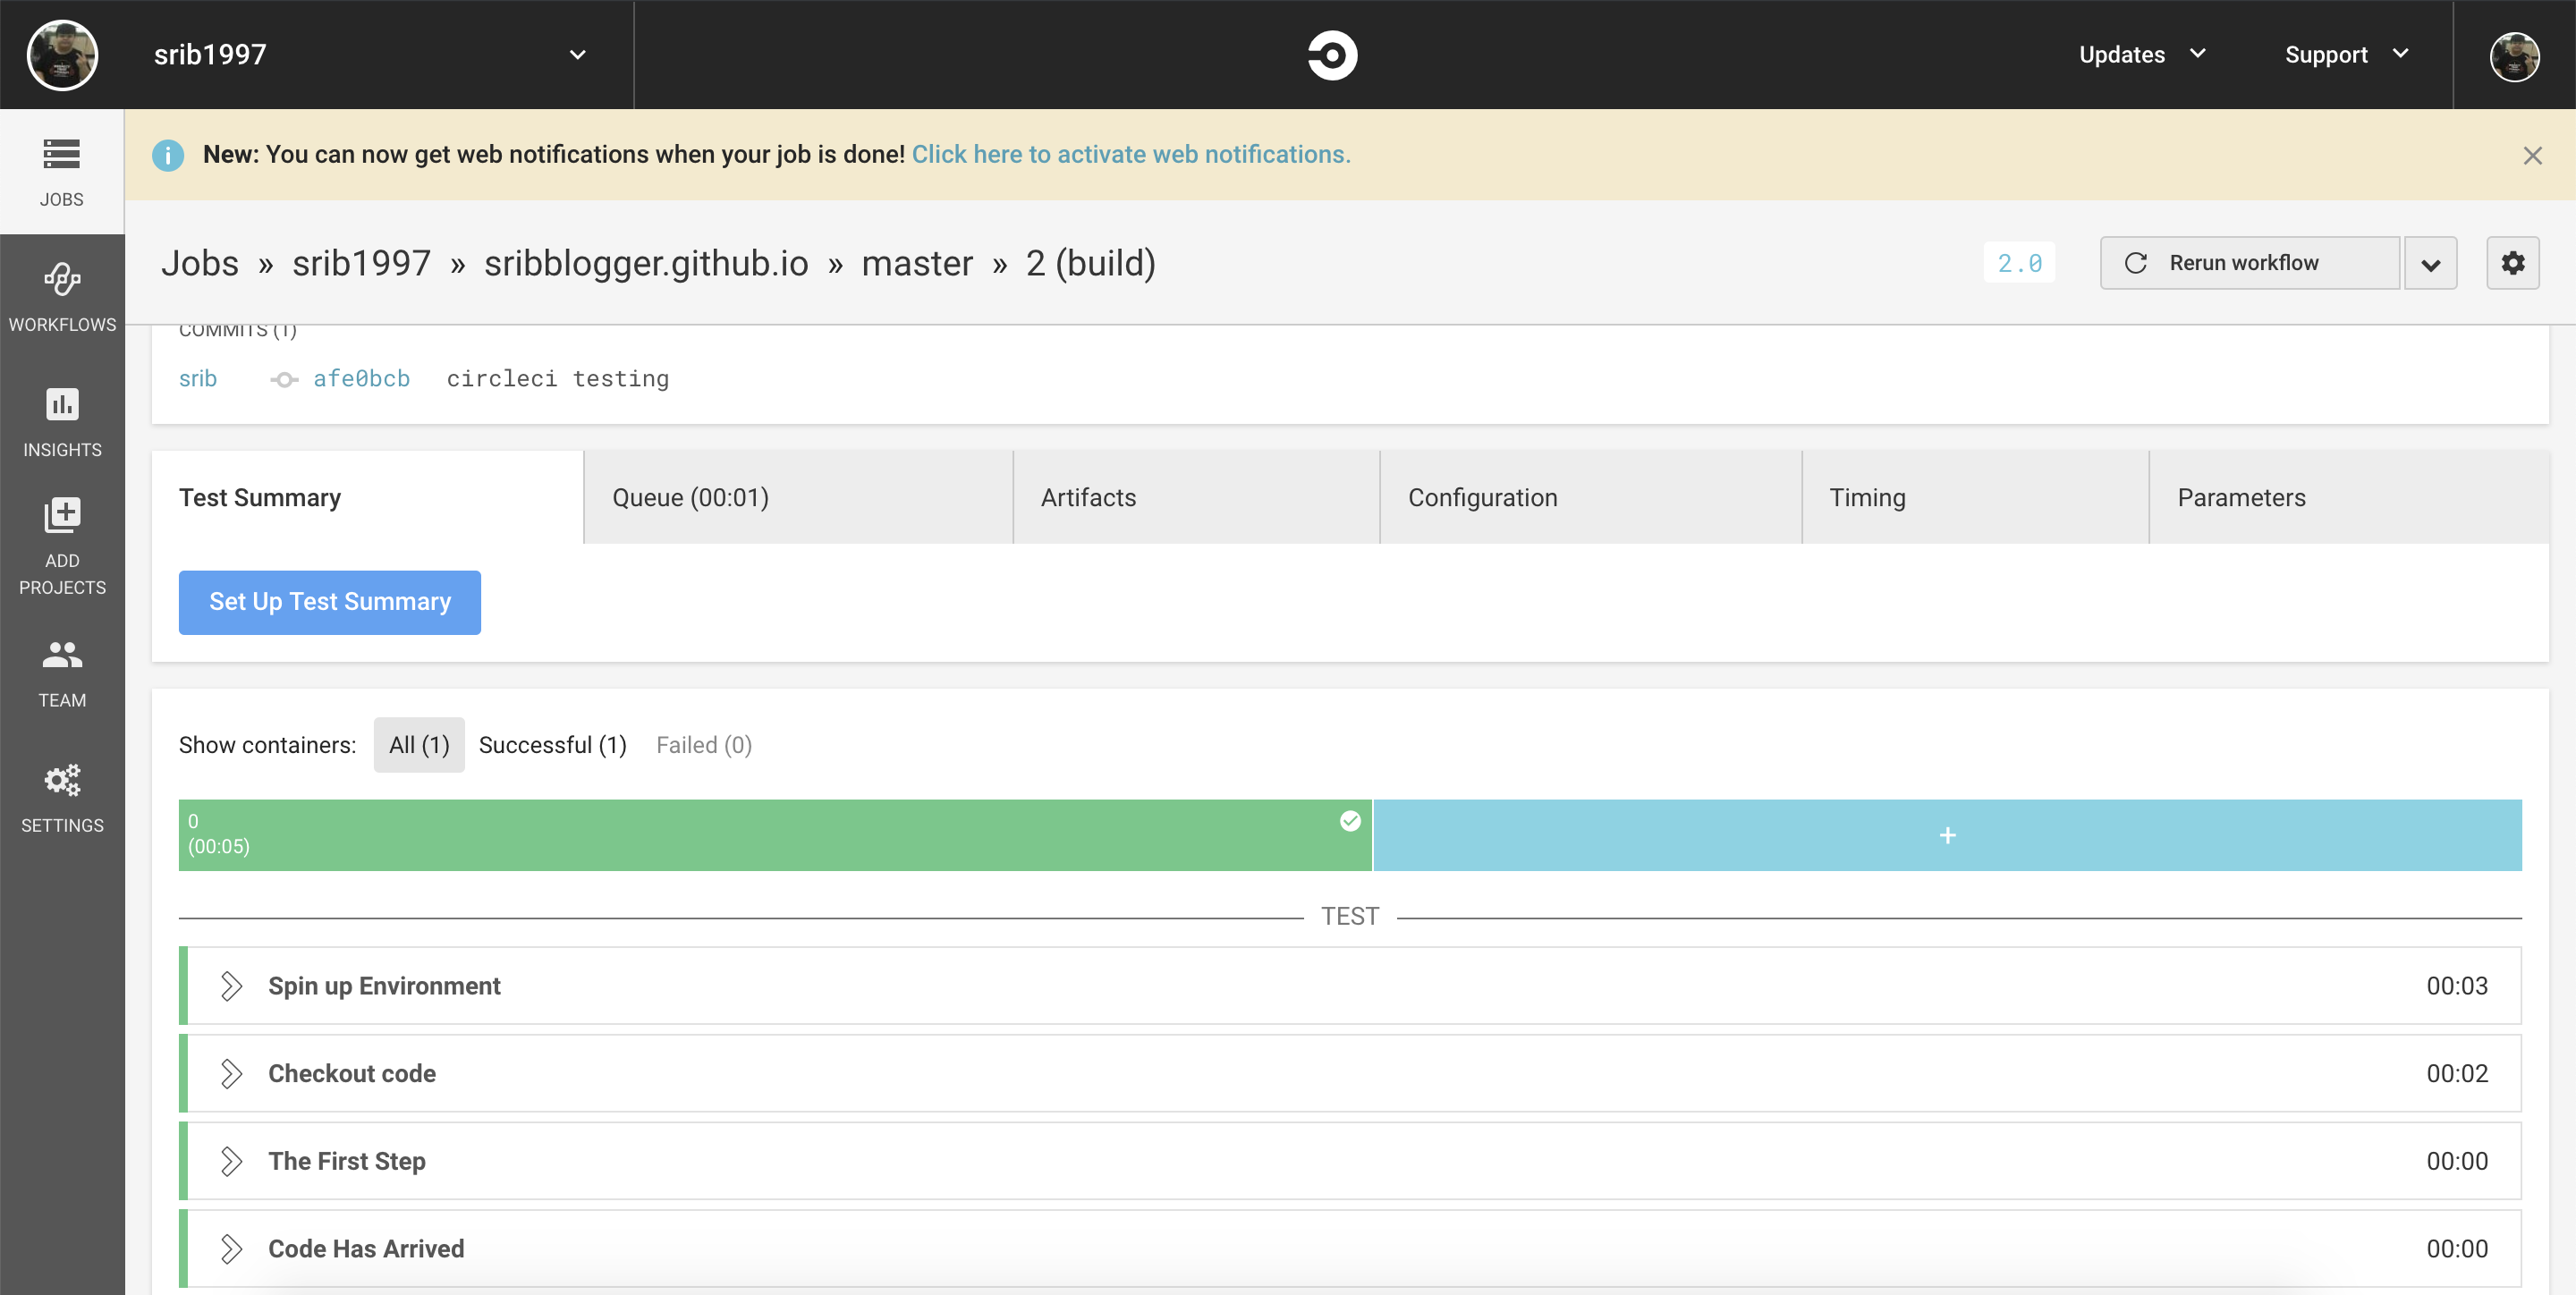 srib1997
Updates
Support
JOBS
New: You can now get web notifications when your job is done! Click here to activate web notifications.
Jobs » srib1997 » sribblogger.github.io » master » 2 (build)
2.0
Rerun workflow
WORKFLOWS
COMMITS (1)
srib afe0bcb circleci testing
INSIGHTS
Test Summary
Queue (00:01)
Artifacts
Configuration
Timing
Parameters
ADD
PROJECTS
Set Up Test Summary
TEAM
Show containers: All (1) Successful (1) Failed (0)
SETTINGS
0
(00:05)
+
TEST
Spin up Environment 00:03
Checkout code 00:02
The First Step 00:00
Code Has Arrived 00:00